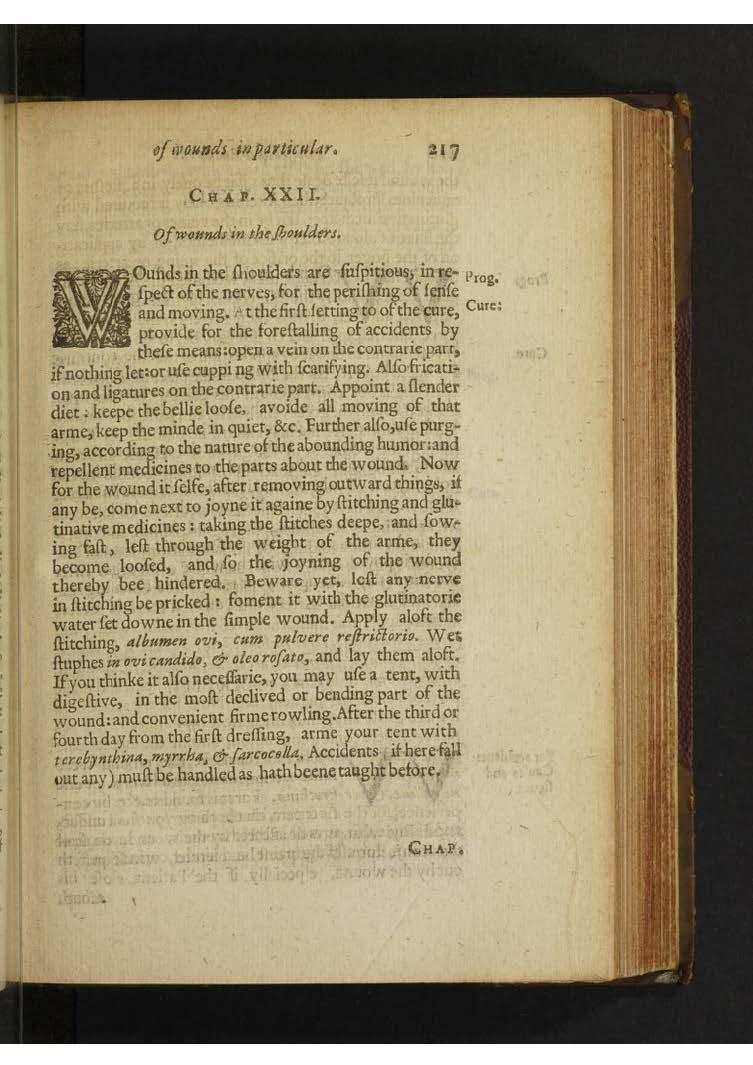 of wounds in particular. 217
CHAP. XXII.
Of wounds in the ſhoulders.
WOunds in the ſhoulders are ſuſpitious, in re- Prog.
ſpect of the nerves, for the periſhing of ſenſe
and moving. At the firſt ſetting to of the cure, Cure:
provide for the foreſtalling of accidents by
theſe means: open a vein on the contrarie part,
if nothing let: or uſe cupping with ſcarifying. Alſo fricati-
on and ligatures on the contrarie part. Appoint a ſlender
diet: keepe the bellie looſe, avoide all moving of that
arme, keep the minde in quiet, &c. Further alſo, uſe purg-
ing, according to the nature of the abounding humor: and
repellent medicines to the parts about the wound. Now
for the wound it ſelfe, after removing outward things, if
any be, come next to joyne it againe by ſtitching and glu-
tinative medicines: taking the ſtitches deepe, and ſow-
ing faſt, leſt through the weight of the arme, they
become looſed, and ſo the joyning of the wound
thereby bee hindered. Beware yet, leſt any nerve
in ſtitching be pricked: foment it with the glutinatorie
water ſet downe in the ſimple wound. Apply aloft the
ſtitching, albumen ovi, cum pulvere reſtrictorio. Wet
ſtuphes in ovi candido, & oleo roſato, and lay them aloft.
If you thinke it alſo neceſſarie, you may uſe a tent, with
digeſtive, in the moſt declived or bending part of the
wound: and convenient firme rowling. After the third or
fourth day from the firſt dreſſing, arme your tent with
terebynthina, myrrha, & ſarcocolla. Accidents (if here fall
out any) muſt be handled as hath beene taught before.
CHAP.